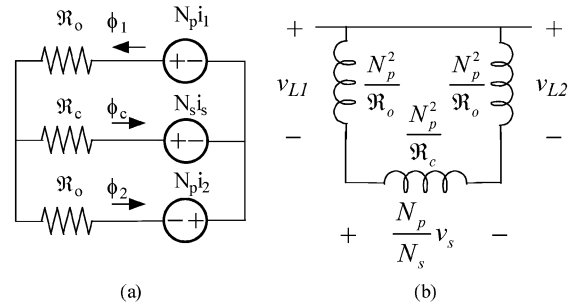 ℜo ϕ1 Npi1
+ −
ℜc ϕc Nsis
+ −
ℜo ϕ2 Npi2
− +
(a)
+ +
vL1 Np² / ℜo Np² / ℜo vL2
− −
Np² / ℜc
+ Np / Ns vs −
(b)